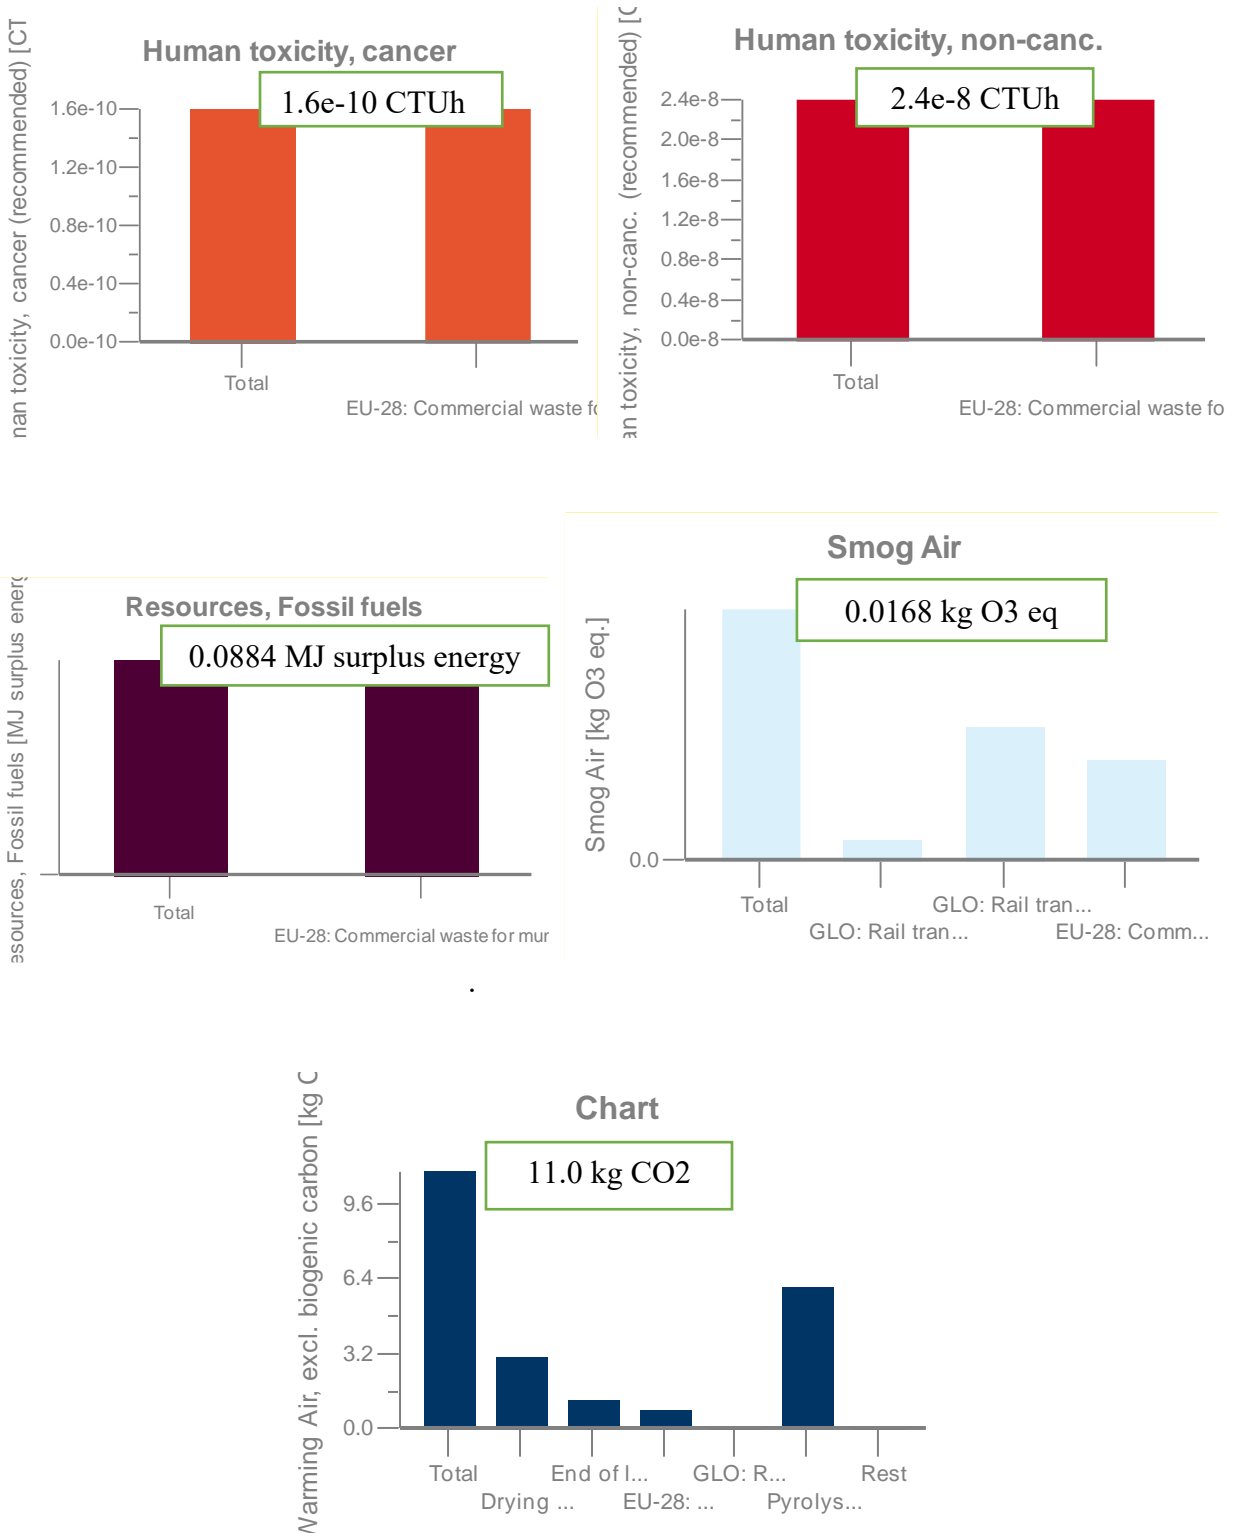 Human toxicity, cancer
1.6e-10 CTUh
nan toxicity, cancer (recommended) [CT
1.6e-10
1.2e-10
0.8e-10
0.4e-10
0.0e-10
Total
EU-28: Commercial waste fo
Human toxicity, non-canc.
2.4e-8 CTUh
an toxicity, non-canc. (recommended) [C
2.4e-8
2.0e-8
1.6e-8
1.2e-8
0.8e-8
0.4e-8
0.0e-8
Total
EU-28: Commercial waste fo
Resources, Fossil fuels
0.0884 MJ surplus energy
esources, Fossil fuels [MJ surplus energ
Total
EU-28: Commercial waste for mur
Smog Air
0.0168 kg O3 eq
Smog Air [kg O3 eq.]
0.0
Total
GLO: Rail tran...
GLO: Rail tran...
EU-28: Comm...
.
Chart
11.0 kg CO2
Warming Air, excl. biogenic carbon [kg C
9.6
6.4
3.2
0.0
Total
Drying ...
End of l...
EU-28: ...
GLO: R...
Pyrolys...
Rest